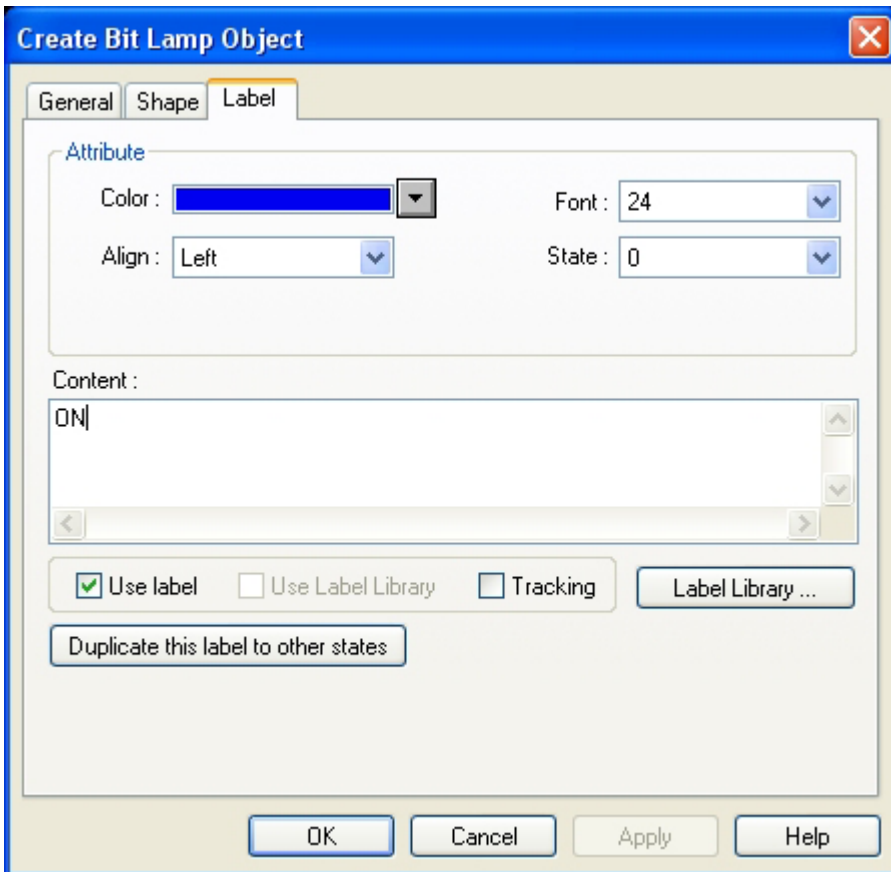 Create Bit Lamp Object
General Shape Label
Attribute
Color : Font : 24
Align : Left State : 0
Content :
ON
Use label Use Label Library Tracking Label Library ...
Duplicate this label to other states
OK Cancel Apply Help